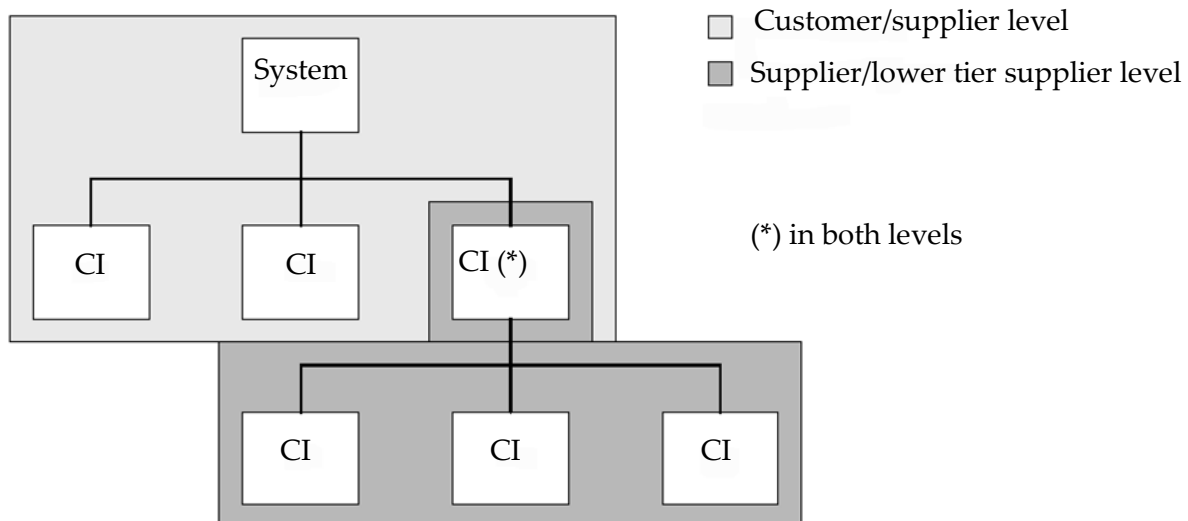 Customer/supplier level
System
Supplier/lower tier supplier level
CI
CI
CI (*)
(*) in both levels
CI
CI
CI